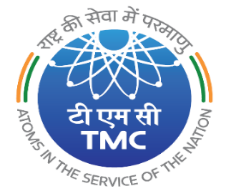 राष्ट्र की सेवा में परमाणु
टी एम सी
TMC
ATOMS IN THE SERVICE OF THE NATION